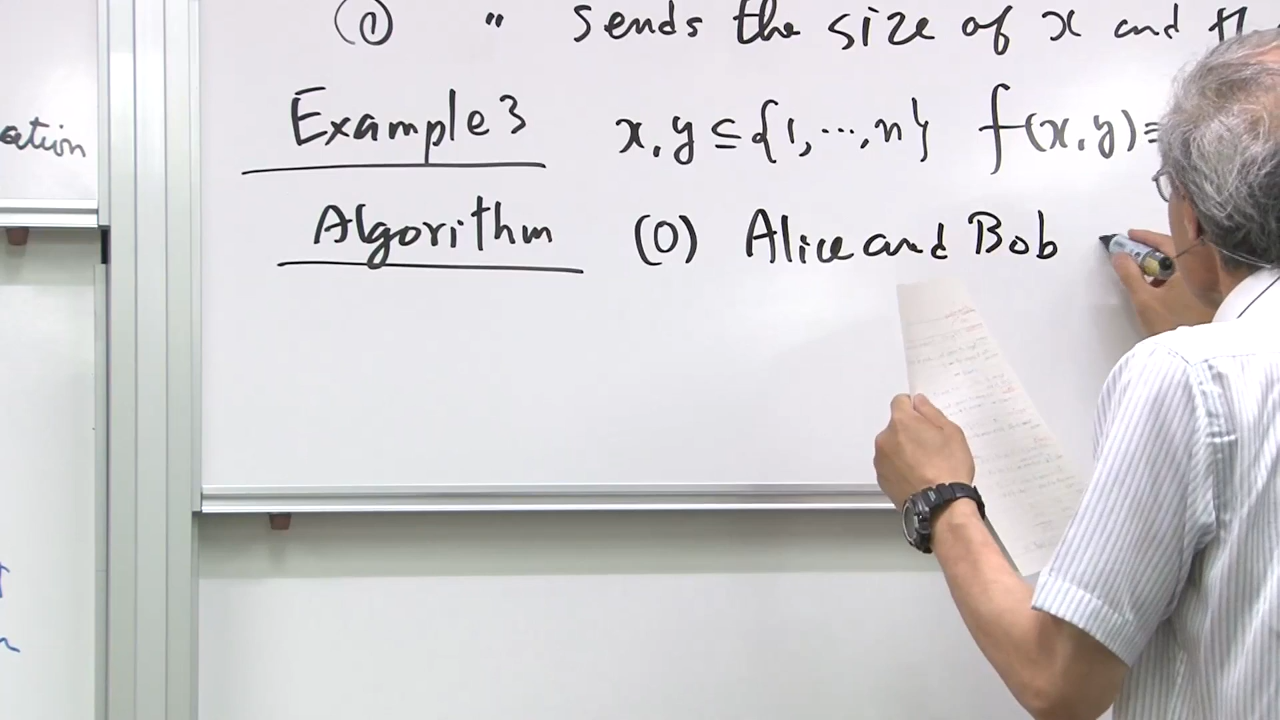 (1) " sends the size of x and
Example 3 x, y ⊆ {1, ..., n} f(x, y) =
Algorithm (0) Alice and Bob
ation